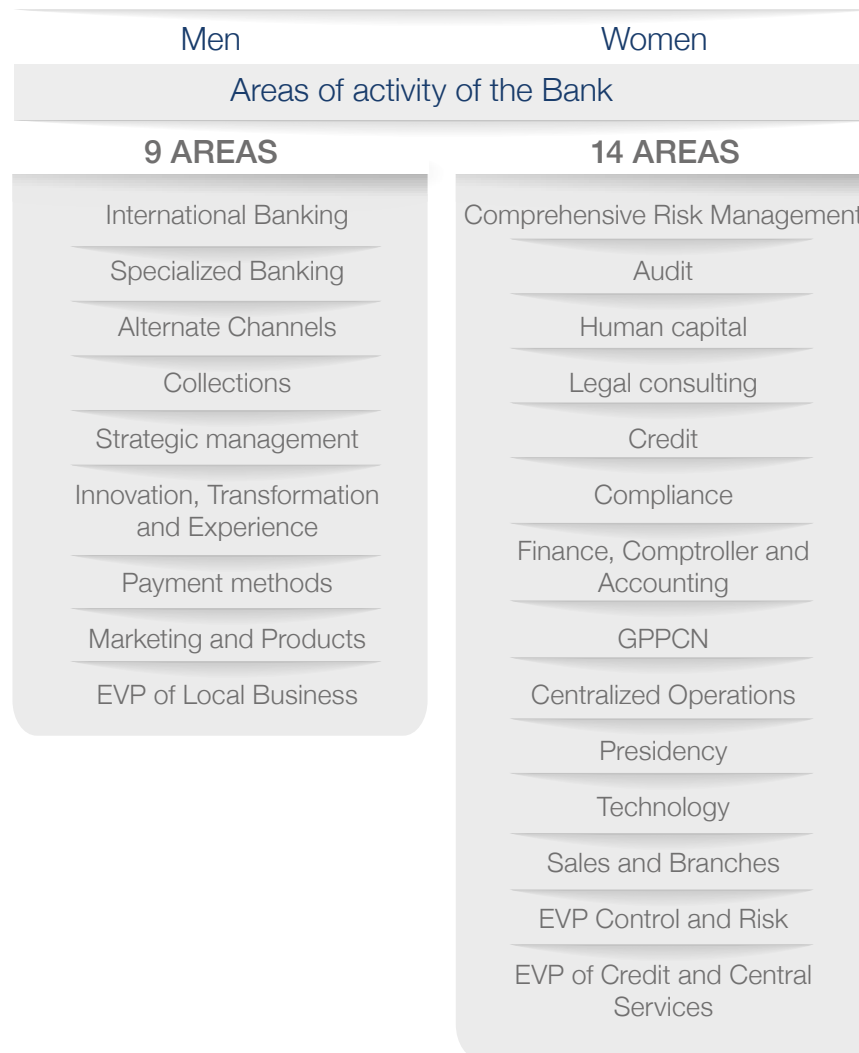 Men
Women
Areas of activity of the Bank
9 AREAS
International Banking
Specialized Banking
Alternate Channels
Collections
Strategic management
Innovation, Transformation
and Experience
Payment methods
Marketing and Products
EVP of Local Business
14 AREAS
Comprehensive Risk Management
Audit
Human capital
Legal consulting
Credit
Compliance
Finance, Comptroller and
Accounting
GPPCN
Centralized Operations
Presidency
Technology
Sales and Branches
EVP Control and Risk
EVP of Credit and Central
Services